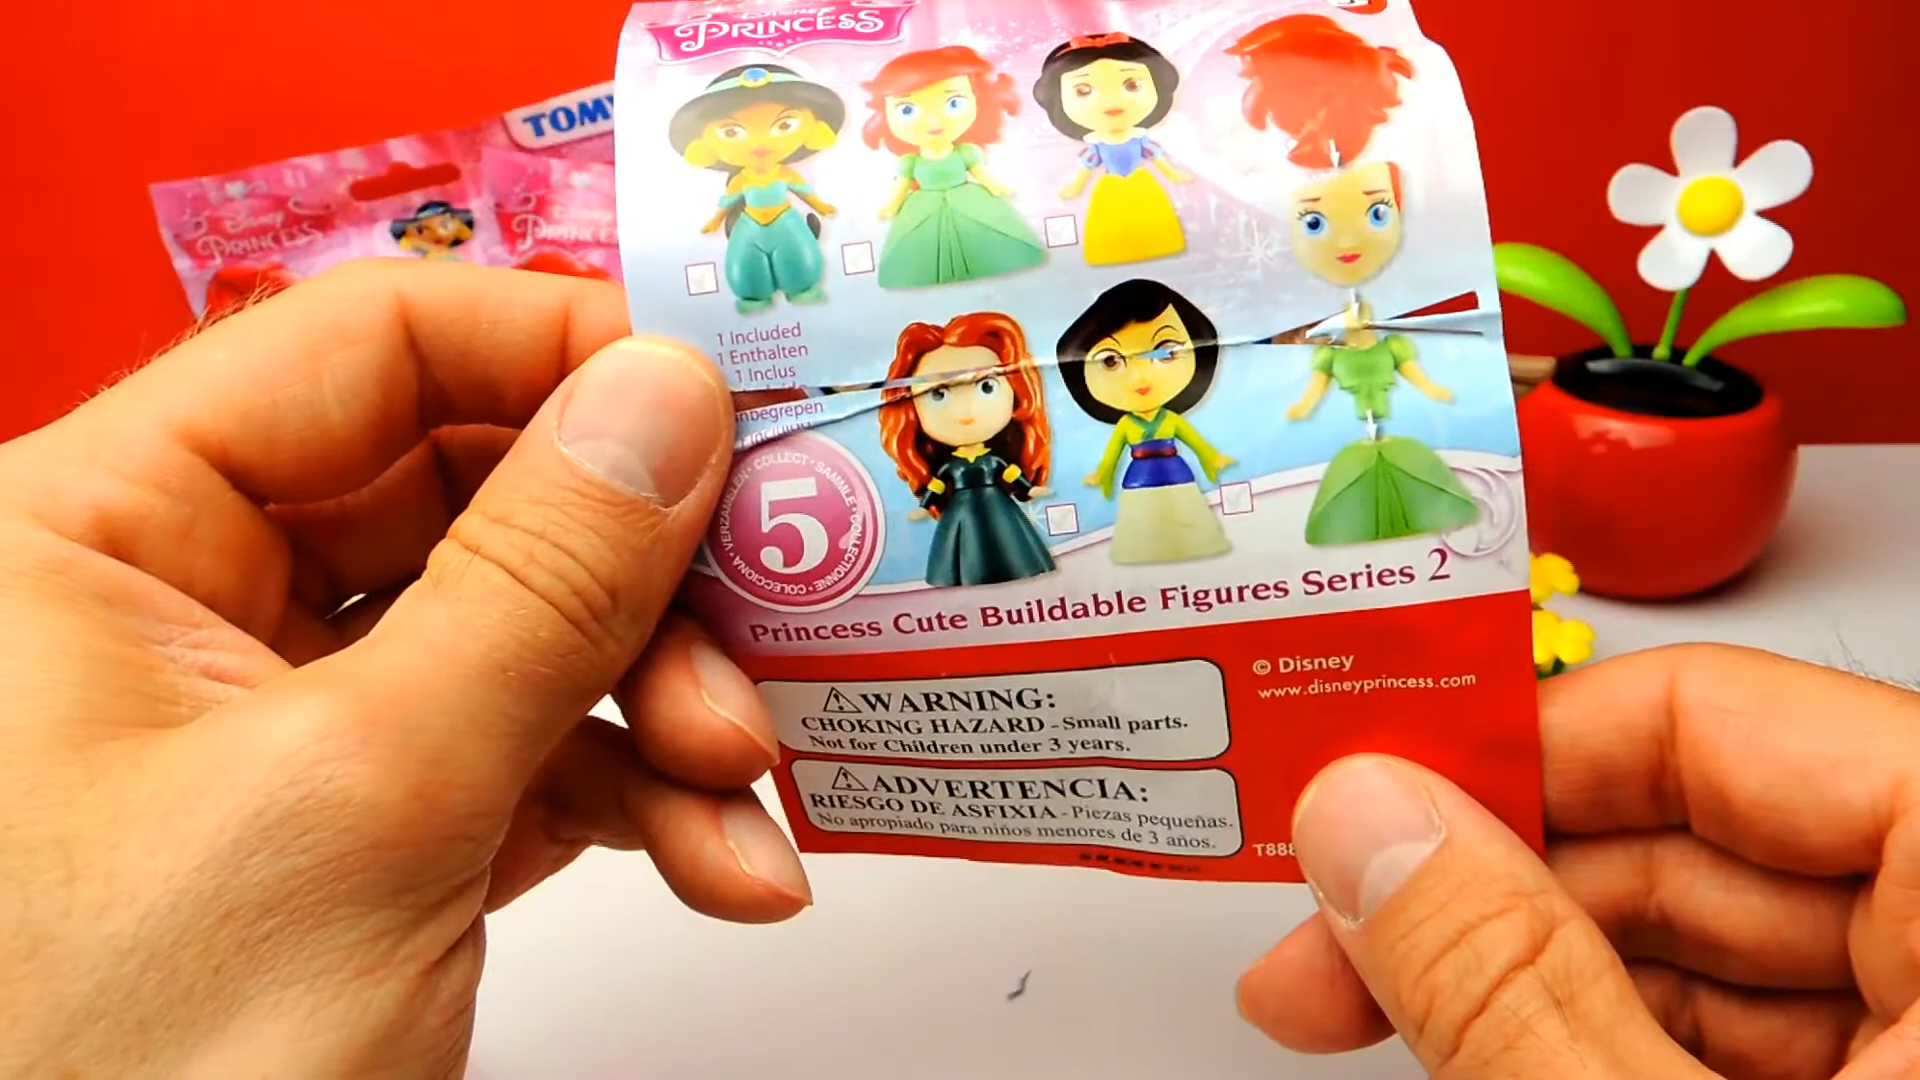 DISNEY
PRINCESS
TOMY
Disney
PRINCESS
Disney
PRINCESS
1 Included
1 Enthalten
1 Inclus
COLLECT • SAMMLE • COLLECTIONNE • COLECCIONA • VERZAMELEN •
5
Princess Cute Buildable Figures Series 2
⚠WARNING:
CHOKING HAZARD - Small parts.
Not for Children under 3 years.
© Disney
www.disneyprincess.com
⚠ADVERTENCIA:
RIESGO DE ASFIXIA - Piezas pequeñas.
No apropiado para niños menores de 3 años.